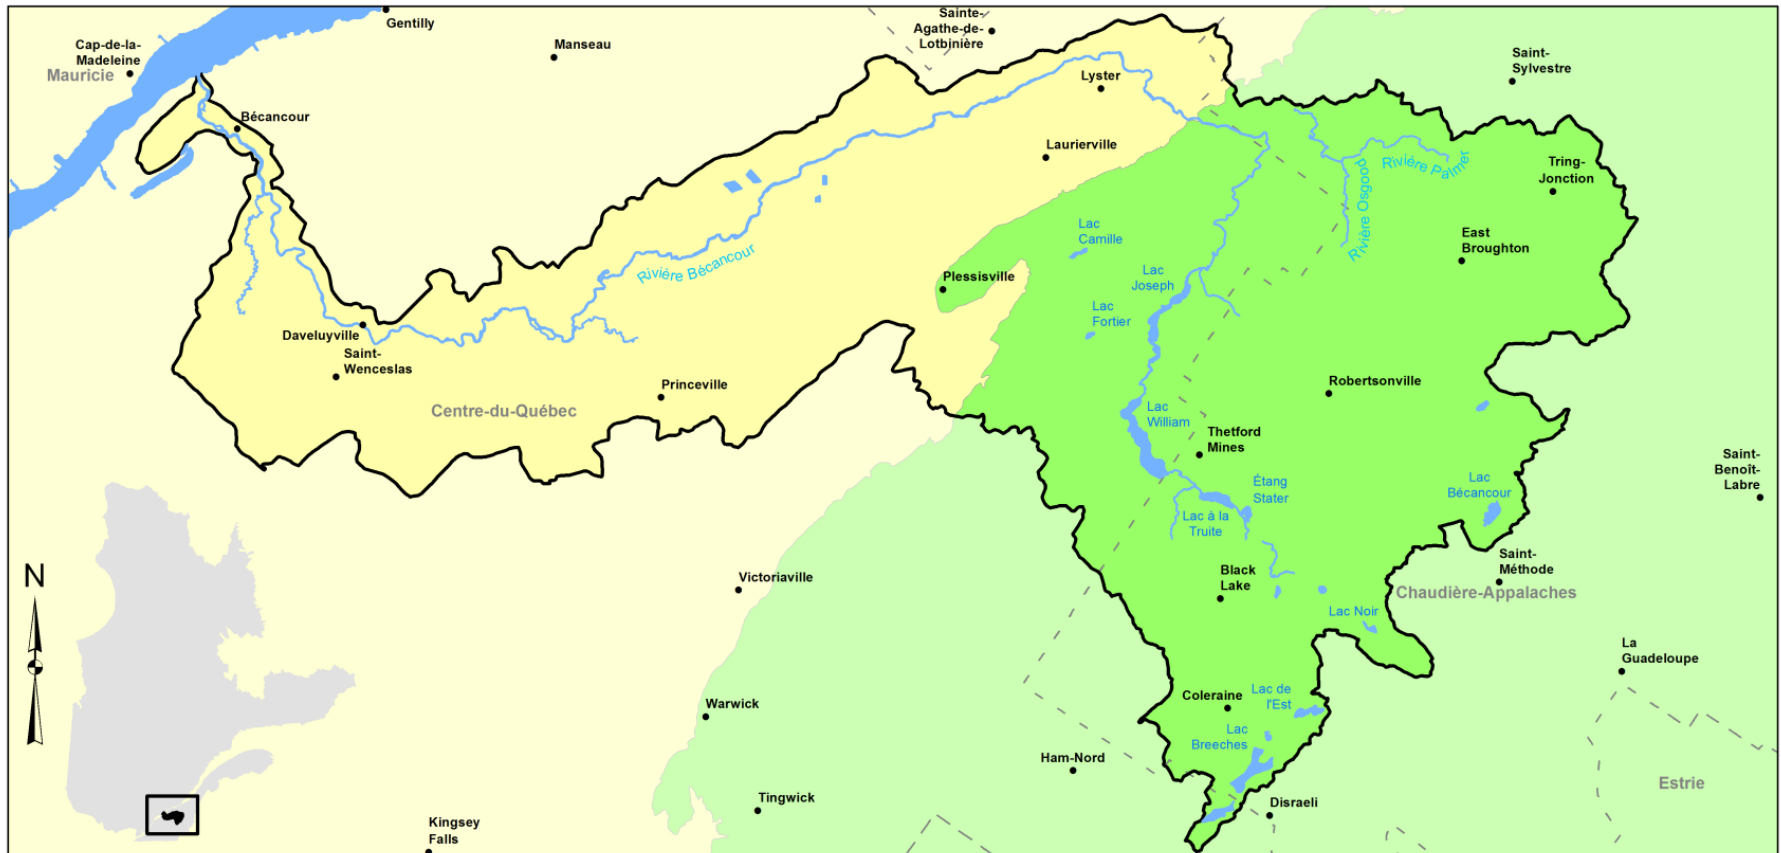 Gentilly
Sainte-
Agathe-de-
Lotbinière
Cap-de-la-
Madeleine
Mauricie
Manseau
Saint-
Sylvestre
Lyster
Bécancour
Laurierville
Riviére Palmer
Tring-
Jonction
Rivière Osgood
Lac
Camille
East
Broughton
Riviére Bécancour
Plessisville
Lac
Joseph
Lac
Fortier
Daveluyville
Saint-
Wenceslas
Princeville
Robertsonville
Centre-du-Québec
Lac
William
Thetford
Mines
Saint-
Benoît-
Labre
Étang
Stater
Lac
Bécancour
Lac à la
Truite
N
Victoriaville
Black
Lake
Saint-
Méthode
Chaudière-Appalaches
Lac Noir
La
Guadeloupe
Warwick
Coleraine
Lac de
l'Est
Lac
Breeches
Ham-Nord
Estrie
Tingwick
Disraeli
Kingsey
Falls